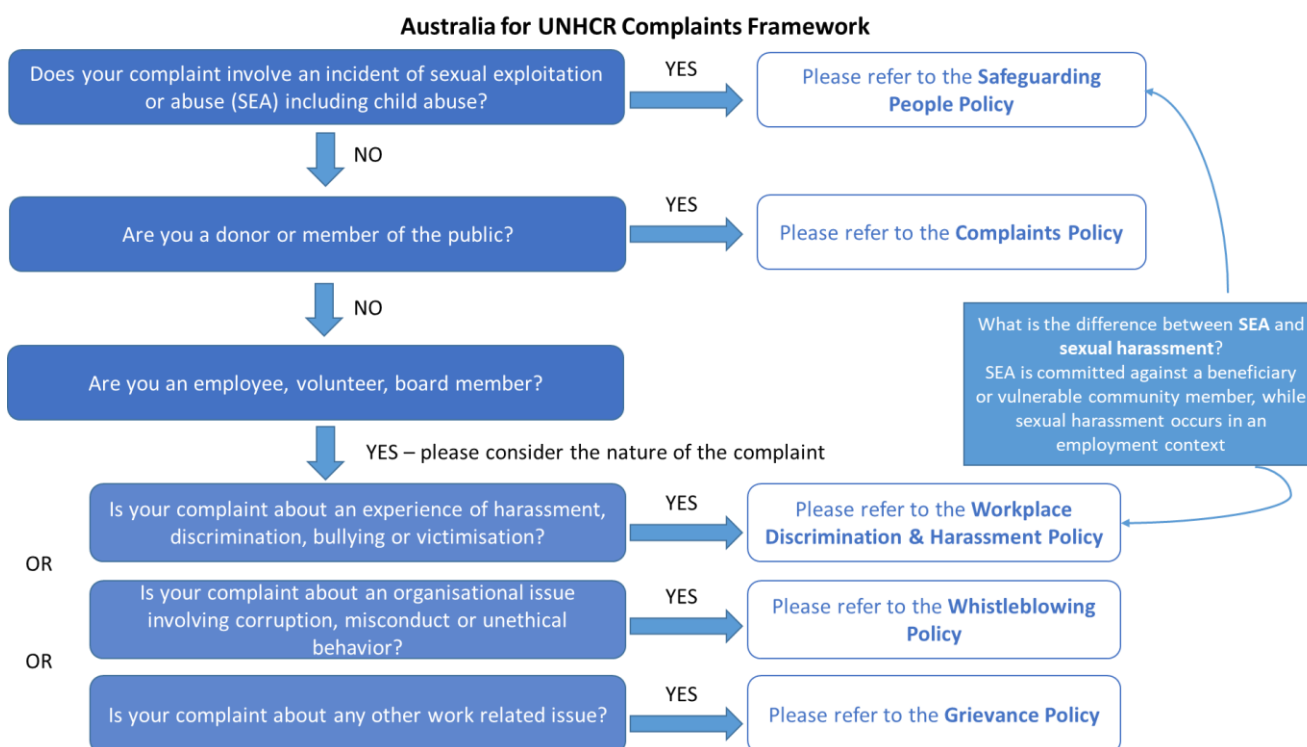 Australia for UNHCR Complaints Framework
Does your complaint involve an incident of sexual exploitation
or abuse (SEA) including child abuse?
YES
Please refer to the Safeguarding
People Policy
NO
Are you a donor or member of the public?
YES
Please refer to the Complaints Policy
NO
What is the difference between SEA and
sexual harassment?
SEA is committed against a beneficiary
or vulnerable community member, while
sexual harassment occurs in an
employment context
Are you an employee, volunteer, board member?
YES – please consider the nature of the complaint
Is your complaint about an experience of harassment,
discrimination, bullying or victimisation?
YES
Please refer to the Workplace
Discrimination & Harassment Policy
OR
Is your complaint about an organisational issue
involving corruption, misconduct or unethical
behavior?
YES
Please refer to the Whistleblowing
Policy
OR
Is your complaint about any other work related issue?
YES
Please refer to the Grievance Policy